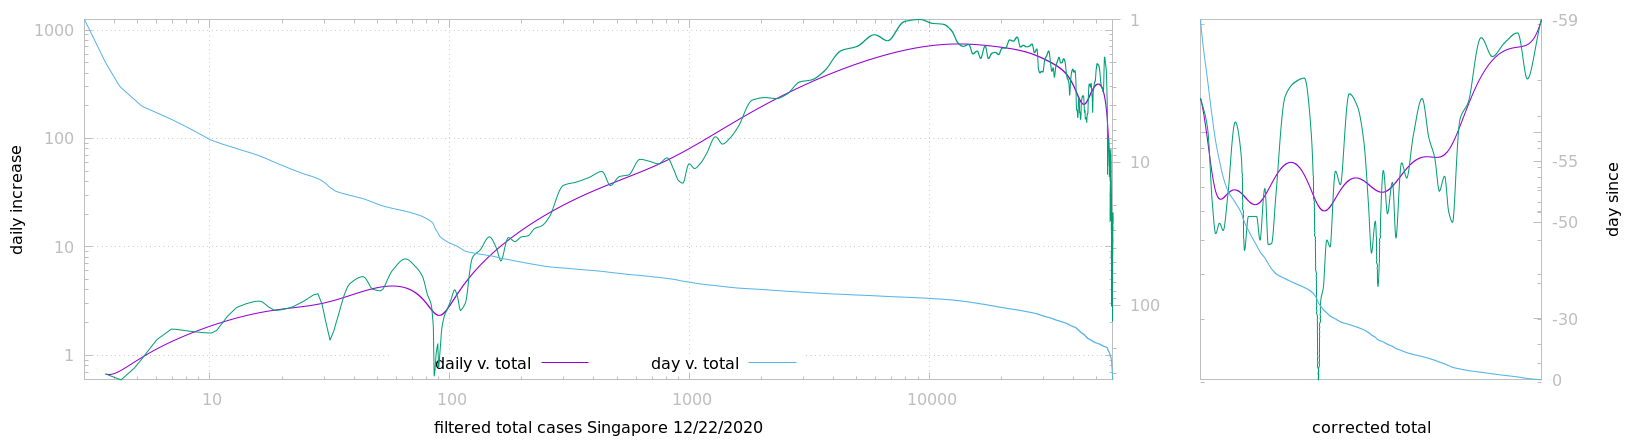 1000
100
10
1
daily increase
10
100
1000
10000
filtered total cases Singapore 12/22/2020
daily v. total
day v. total
1
10
100
-59
-55
-50
-30
0
day since
corrected total